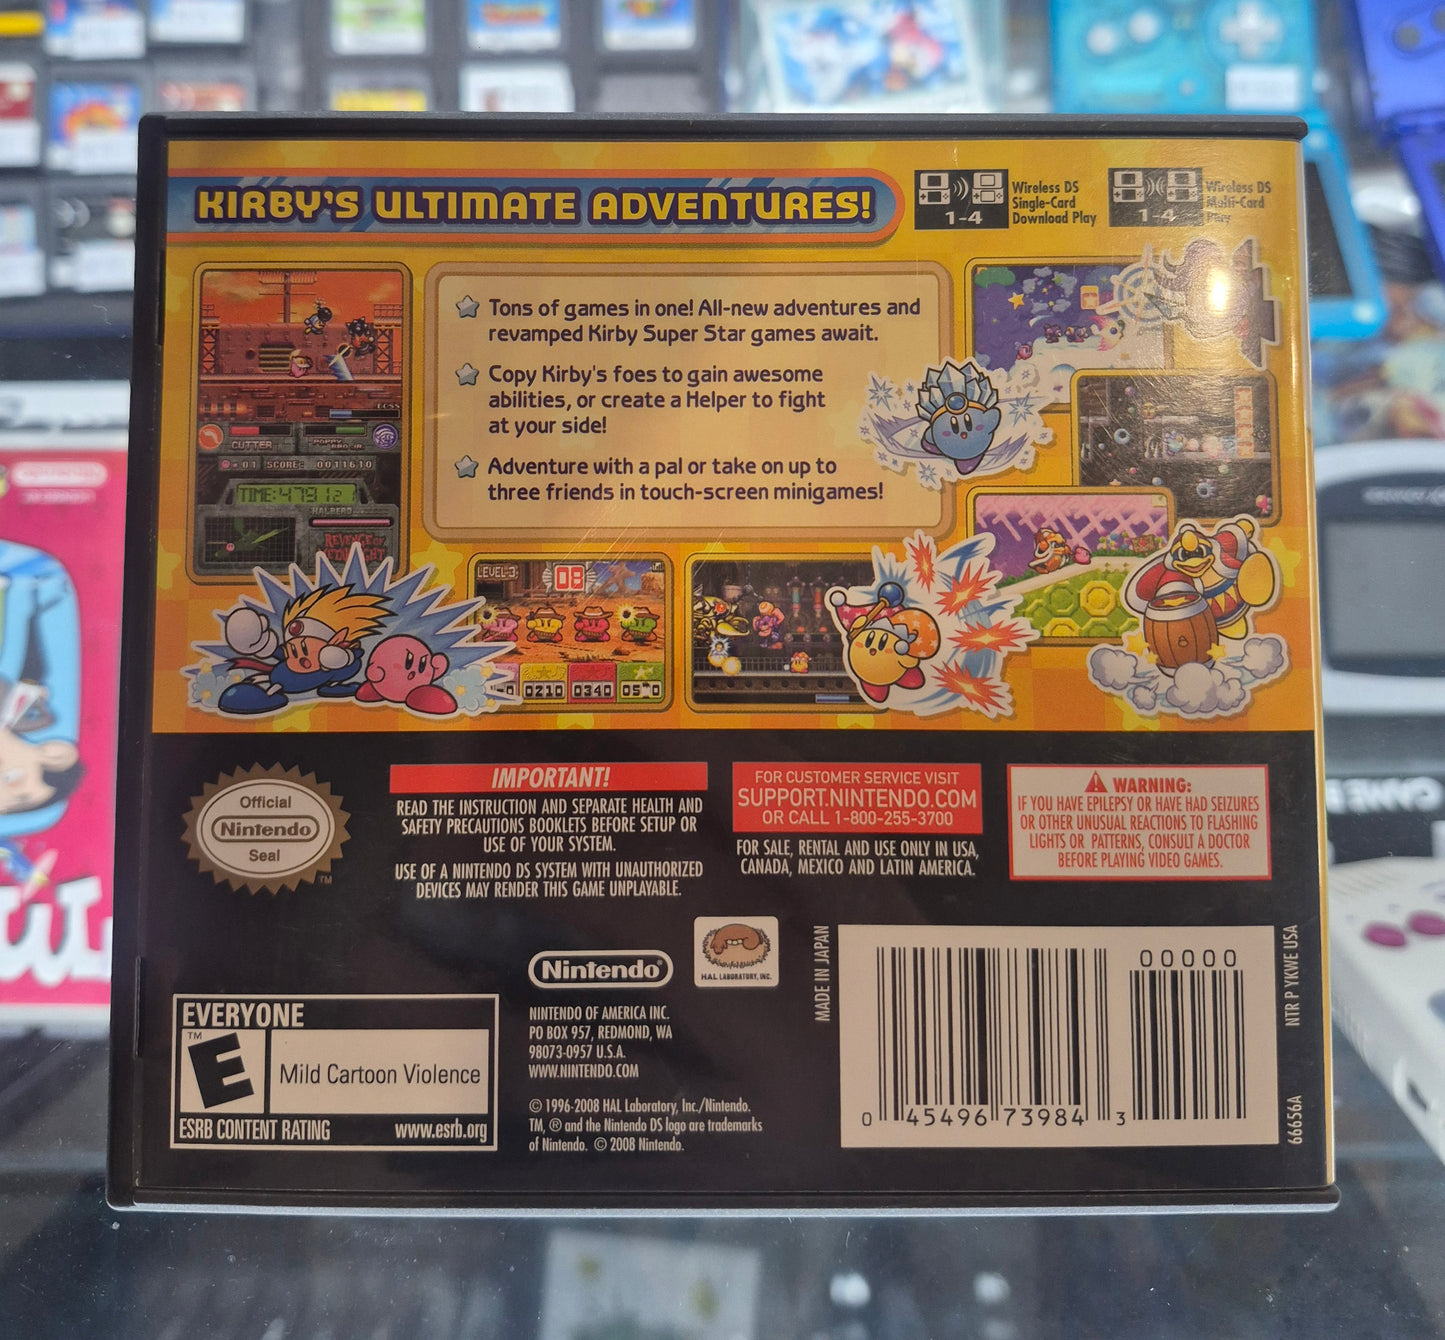 KIRBY'S ULTIMATE ADVENTURES!
1-4
Wireless DS
Single-Card
Download Play
1-4
Wireless DS
Multi-Card
Play
Tons of games in one! All-new adventures and
revamped Kirby Super Star games await.
Copy Kirby's foes to gain awesome
abilities, or create a Helper to fight
at your side!
Adventure with a pal or take on up to
three friends in touch-screen minigames!
BOSS
CUTTER
POPPY
BROS. JR.
01 SCORE: 0011610
TIME:4791
HALBERD
REVENGE OF
LEVEL-3
08
0210 0340
Official
Nintendo
Seal
TM
IMPORTANT!
READ THE INSTRUCTION AND SEPARATE HEALTH AND
SAFETY PRECAUTIONS BOOKLETS BEFORE SETUP OR
USE OF YOUR SYSTEM.
USE OF A NINTENDO DS SYSTEM WITH UNAUTHORIZED
DEVICES MAY RENDER THIS GAME UNPLAYABLE.
FOR CUSTOMER SERVICE VISIT
SUPPORT.NINTENDO.COM
OR CALL 1-800-255-3700
FOR SALE, RENTAL AND USE ONLY IN USA,
CANADA, MEXICO AND LATIN AMERICA.
WARNING:
IF YOU HAVE EPILEPSY OR HAVE HAD SEIZURES
OR OTHER UNUSUAL REACTIONS TO FLASHING
LIGHTS OR PATTERNS, CONSULT A DOCTOR
BEFORE PLAYING VIDEO GAMES.
EVERYONE
TM
E
Mild Cartoon Violence
ESRB CONTENT RATING www.esrb.org
Nintendo®
HAL LABORATORY, INC.
NINTENDO OF AMERICA INC.
PO BOX 957, REDMOND, WA
98073-0957 U.S.A.
WWW.NINTENDO.COM
© 1996-2008 HAL Laboratory, Inc./Nintendo.
TM, ® and the Nintendo DS logo are trademarks
of Nintendo. © 2008 Nintendo.
MADE IN JAPAN
00000
0 45496 73984 3
NTR P YKWE USA
66656A